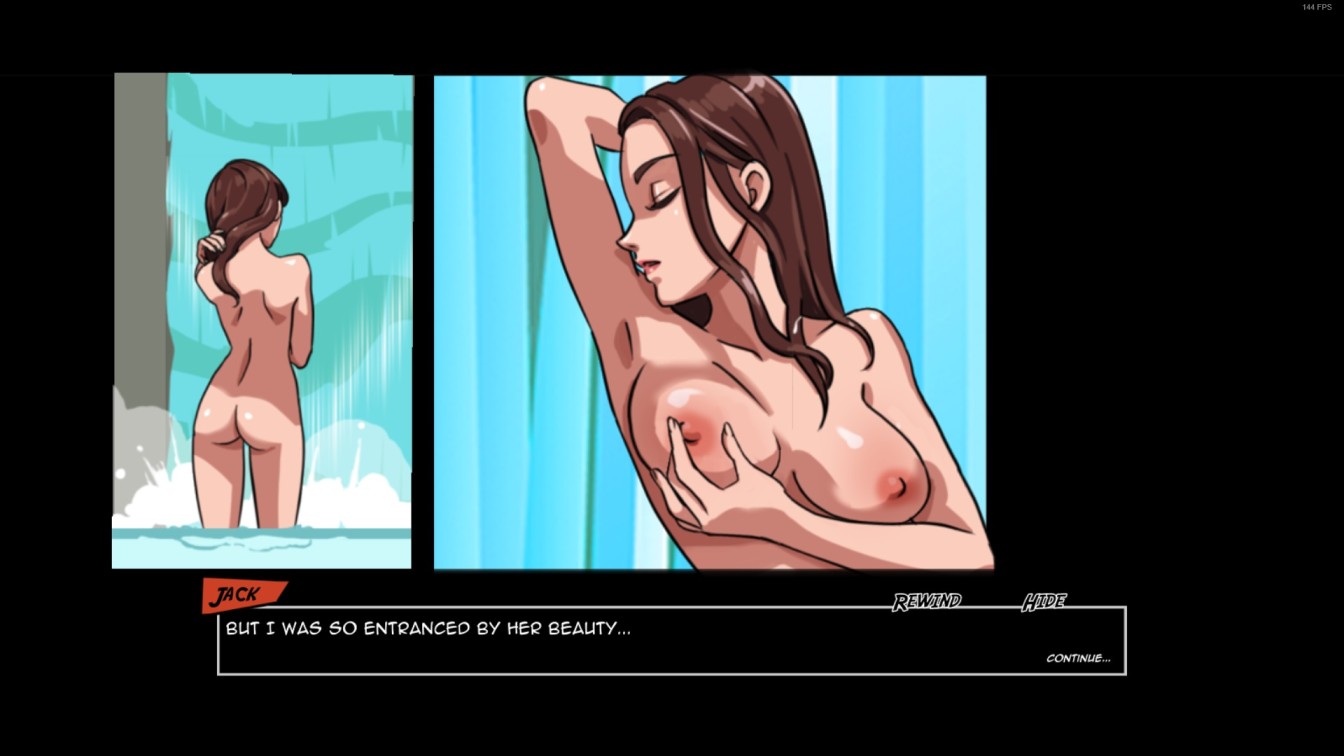 144 FPS
JACK
REWIND
HIDE
BUT I WAS SO ENTRANCED BY HER BEAUTY...
CONTINUE...